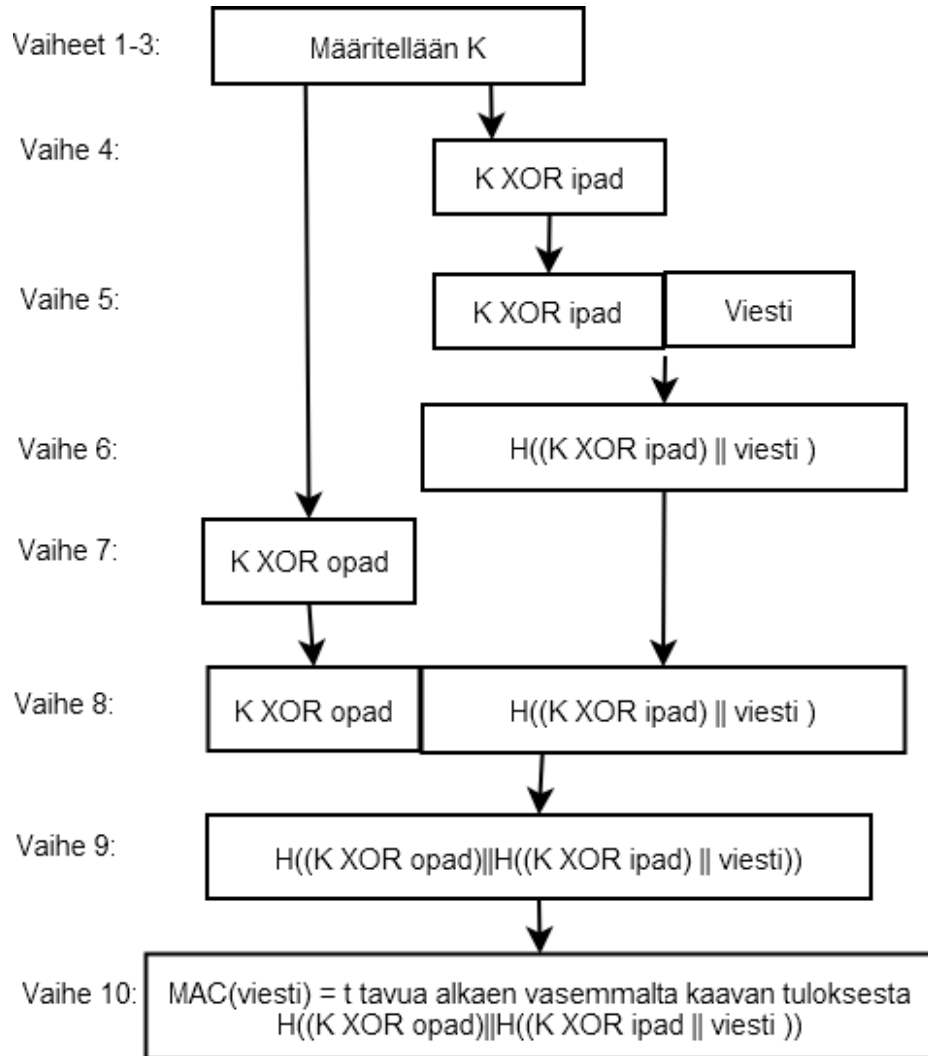 Vaiheet 1-3:
Määritellään K
Vaihe 4:
K XOR ipad
Vaihe 5:
K XOR ipad
Viesti
Vaihe 6:
H((K XOR ipad) || viesti )
Vaihe 7:
K XOR opad
Vaihe 8:
K XOR opad
H((K XOR ipad) || viesti )
Vaihe 9:
H((K XOR opad)||H((K XOR ipad) || viesti))
Vaihe 10:
MAC(viesti) = t tavua alkaen vasemmalta kaavan tuloksesta
H((K XOR opad)||H((K XOR ipad || viesti ))